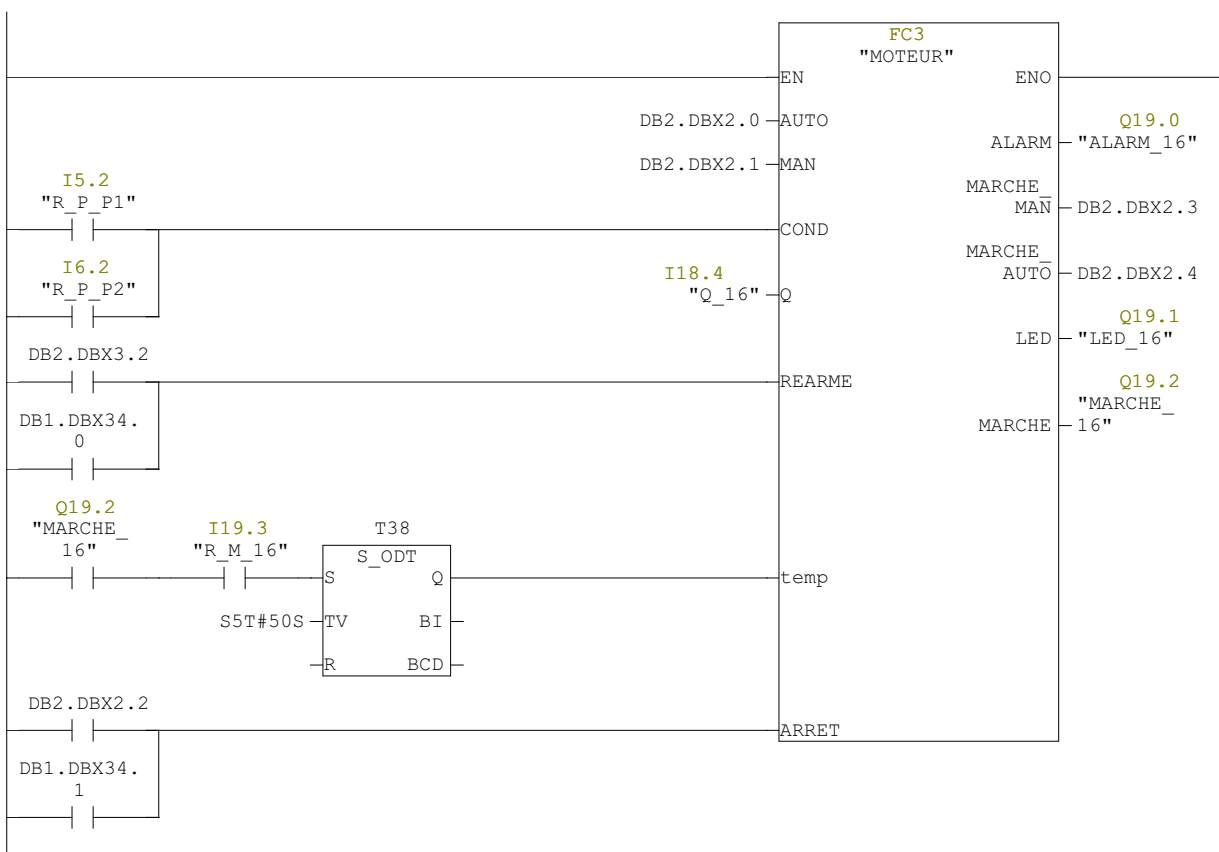 FC3
"MOTEUR"
EN
ENO
DB2.DBX2.0
AUTO
Q19.0
ALARM
"ALARM_16"
DB2.DBX2.1
MAN
I5.2
"R_P_P1"
MARCHE_
MAN
DB2.DBX2.3
COND
I6.2
"R_P_P2"
I18.4
"Q_16"
Q
MARCHE_
AUTO
DB2.DBX2.4
Q19.1
LED
"LED_16"
DB2.DBX3.2
REARME
Q19.2
"MARCHE_
MARCHE
16"
DB1.DBX34.
0
Q19.2
"MARCHE_
16"
I19.3
"R_M_16"
T38
S_ODT
S
Q
temp
S5T#50S
TV
BI
R
BCD
DB2.DBX2.2
ARRET
DB1.DBX34.
1